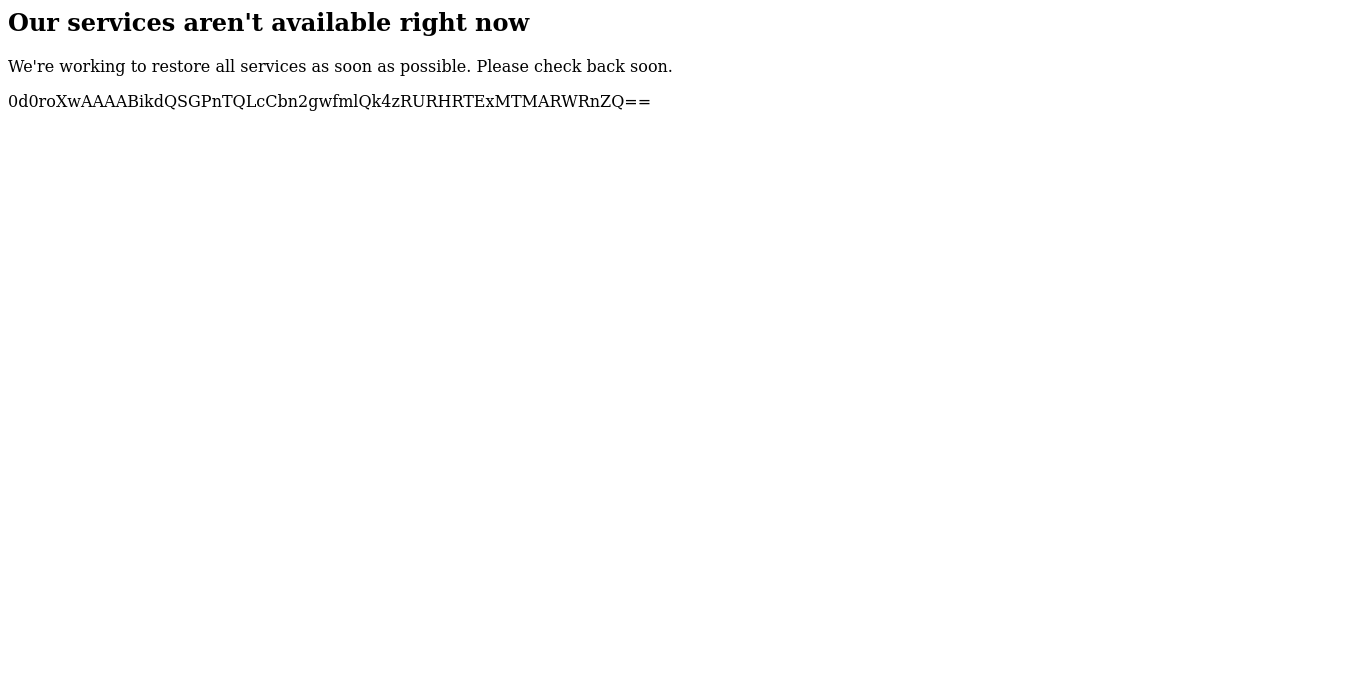 Our services aren't available right now
We're working to restore all services as soon as possible. Please check back soon.
0d0roXwAAAABikdQSGPnTQLcCbn2gwfmlQk4zRURHRTExMTMARWRnZQ==